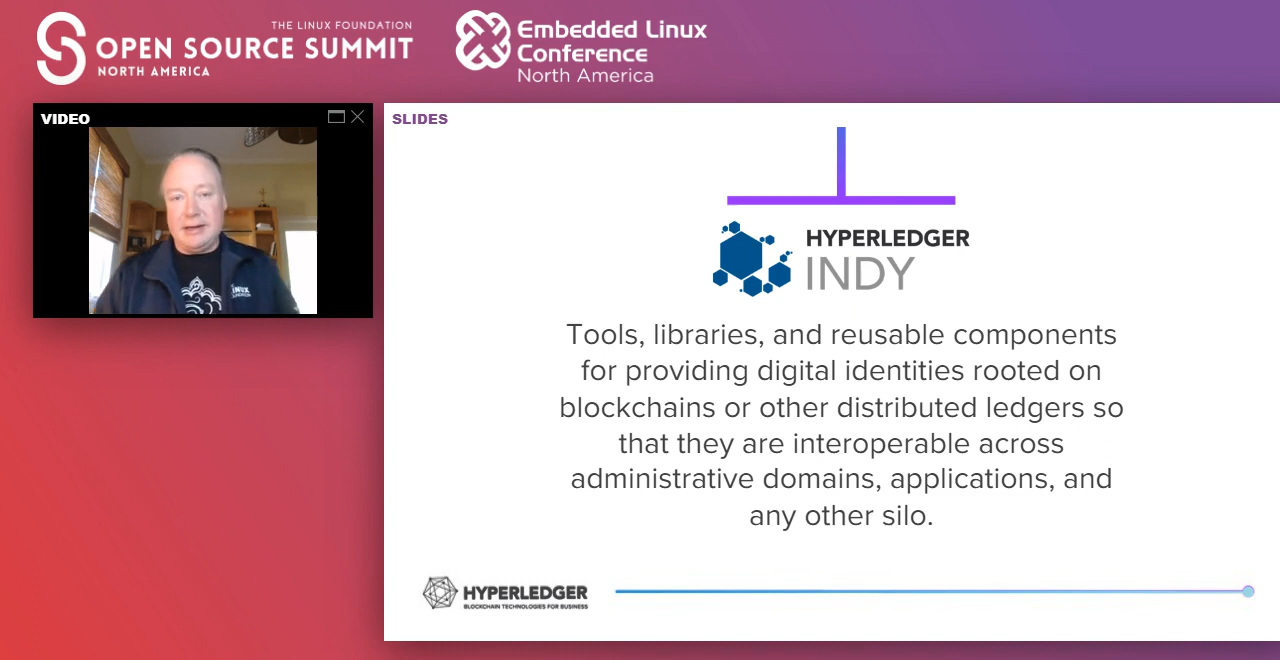 THE LINUX FOUNDATION
OPEN SOURCE SUMMIT
NORTH AMERICA
Embedded Linux
Conference
North America
VIDEO
SLIDES
HYPERLEDGER
INDY
Tools, libraries, and reusable components
for providing digital identities rooted on
blockchains or other distributed ledgers so
that they are interoperable across
administrative domains, applications, and
any other silo.
HYPERLEDGER
BLOCKCHAIN TECHNOLOGIES FOR BUSINESS